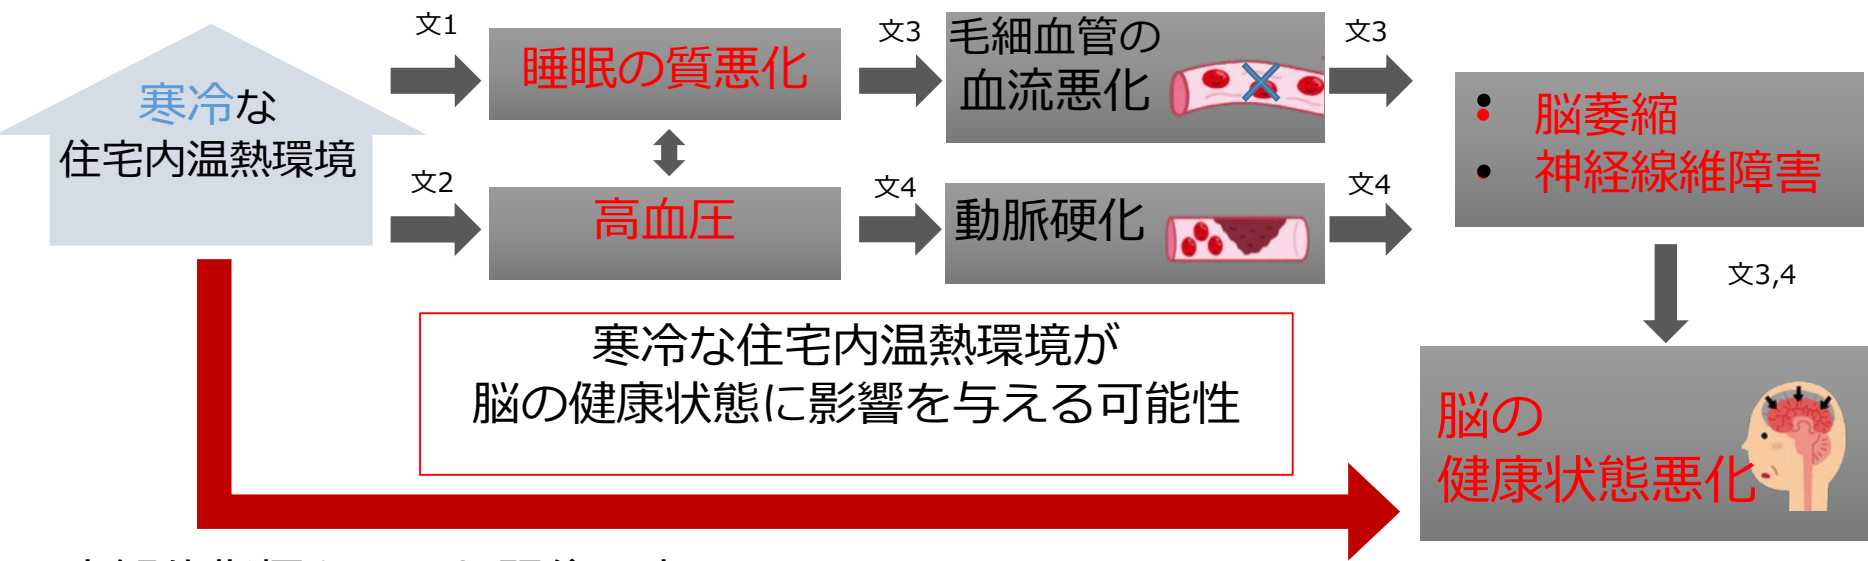 文1
睡眠の質悪化
文3
毛細血管の
血流悪化
文3
寒冷な
住宅内温熱環境
• 脳萎縮
• 神経線維障害
文2
高血圧
文4
動脈硬化
文4
文3,4
寒冷な住宅内温熱環境が
脳の健康状態に影響を与える可能性
脳の
健康状態悪化